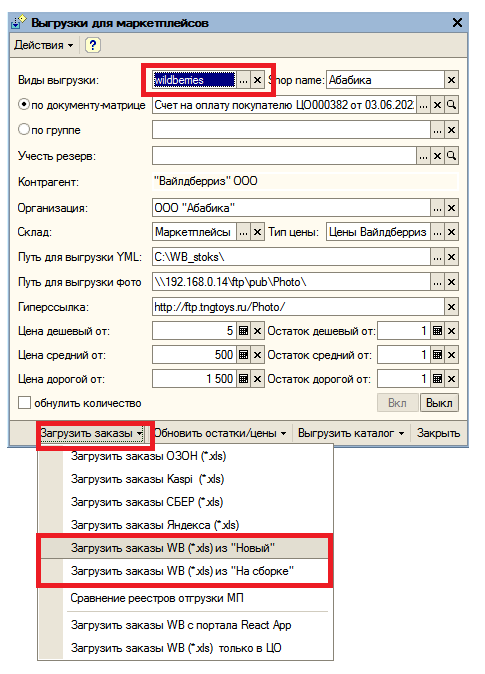 Выгрузки для маркетплейсов
Действия ?
Виды выгрузки: wildberries ... Shop name: Абабика
по документу-матрице Счет на оплату покупателю ЦО000382 от 03.06.202 ...
по группе ...
Учесть резерв: ...
Контрагент: "Вайлдберриз" ООО
Организация: ООО "Абабика" ...
Склад: Маркетплейсы ... Тип цены: Цены Вайлдберриз ...
Путь для выгрузки YML: C:\WB_stoks\ ...
Путь для выгрузки фото \\192.168.0.14\ftp\pub\Photo\ ...
Гиперссылка: http://ftp.tngtoys.ru/Photo/
Цена дешевый от: 5 Остаток дешевый от: 1
Цена средний от: 500 Остаток средний от: 1
Цена дорогой от: 1 500 Остаток дорогой от: 1
обнулить количество Вкл Выкл
Загрузить заказы Обновить остатки/цены Выгрузить каталог Закрыть
Загрузить заказы ОЗОН (*.xls)
Загрузить заказы Kaspi (*.xls)
Загрузить заказы СБЕР (*.xls)
Загрузить заказы Яндекса (*.xls)
Загрузить заказы WB (*.xls) из "Новый"
Загрузить заказы WB (*.xls) из "На сборке"
Сравнение реестров отгрузки МП
Загрузить заказы WB с портала React App
Загрузить заказы WB (*.xls) только в ЦО